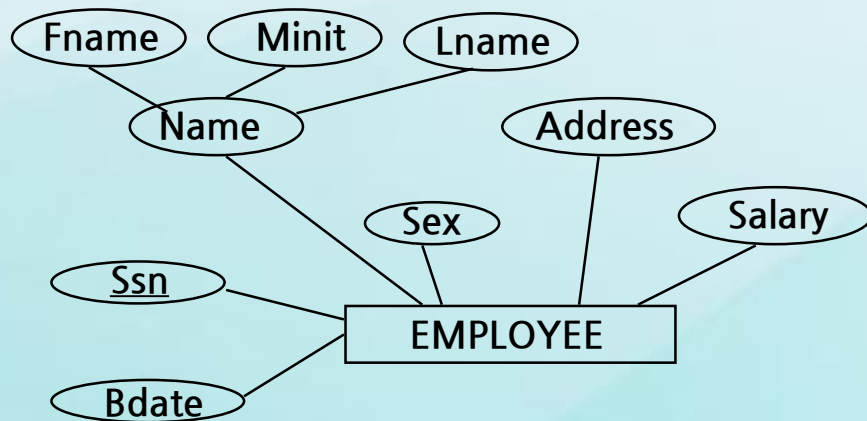 Fname
Minit
Lname
Name
Address
Sex
Salary
Ssn
EMPLOYEE
Bdate